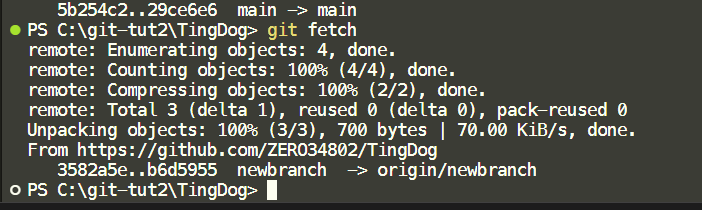 5b254c2..29ce6e6  main -> main
PS C:\git-tut2\TingDog> git fetch
remote: Enumerating objects: 4, done.
remote: Counting objects: 100% (4/4), done.
remote: Compressing objects: 100% (2/2), done.
remote: Total 3 (delta 1), reused 0 (delta 0), pack-reused 0
Unpacking objects: 100% (3/3), 700 bytes | 70.00 KiB/s, done.
From https://github.com/ZERO34802/TingDog
3582a5e..b6d5955  newbranch  -> origin/newbranch
PS C:\git-tut2\TingDog>